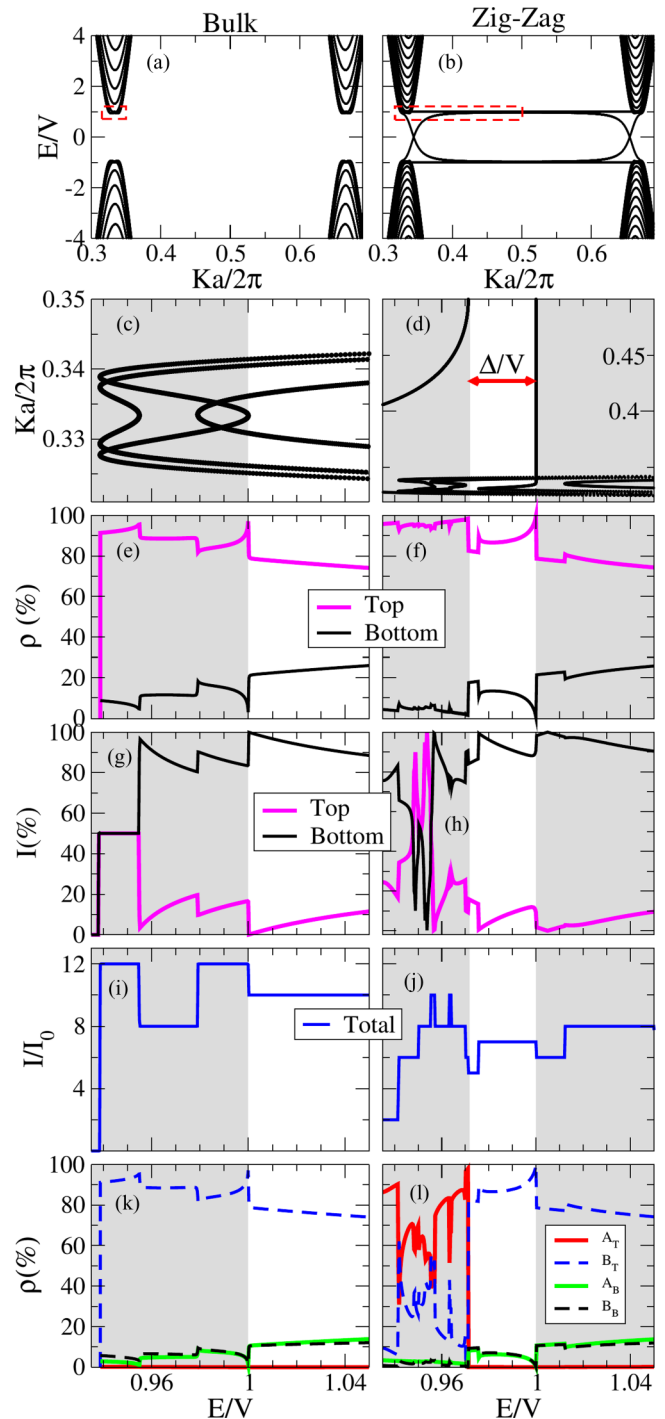 Bulk
Zig-Zag
(a)
(b)
E/V
4
2
0
-2
-4
0.3
0.4
0.5
0.6
0.3
0.4
0.5
0.6
Ka/2π
Ka/2π
(c)
(d)
Ka/2π
0.35
0.34
0.33
Δ/V
0.45
0.4
(e)
(f)
ρ (%)
100
80
60
40
20
0
Top
Bottom
(g)
(h)
I(%)
100
80
60
40
20
0
Top
Bottom
(i)
(j)
I/I0
12
8
4
Total
(k)
(l)
ρ(%)
100
80
60
40
20
0
AT
BT
AB
BB
0.96
1
1.04
0.96
1
1.04
E/V
E/V